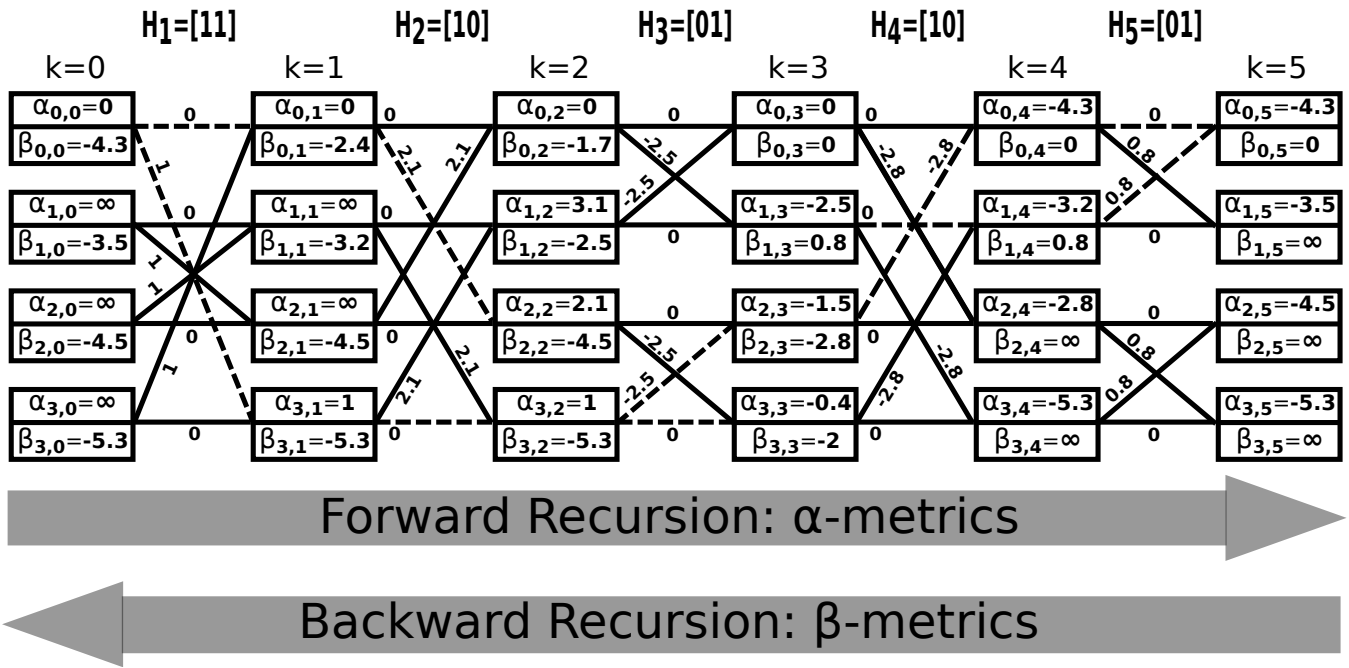 H1=[11] H2=[10] H3=[01] H4=[10] H5=[01]
k=0 k=1 k=2 k=3 k=4 k=5
α0,0=0 0 α0,1=0 0 α0,2=0 0 α0,3=0 0 α0,4=-4.3 0 α0,5=-4.3
β0,0=-4.3 1 β0,1=-2.4 2.1 2.1 β0,2=-1.7 -2.5 β0,3=0 -2.8 -2.8 β0,4=0 0.8 β0,5=0
α1,0=∞ 0 α1,1=∞ 0 α1,2=3.1 -2.5 α1,3=-2.5 0 α1,4=-3.2 0.8 α1,5=-3.5
β1,0=-3.5 1 β1,1=-3.2 β1,2=-2.5 0 β1,3=0.8 β1,4=0.8 0 β1,5=∞
α2,0=∞ 1 α2,1=∞ α2,2=2.1 0 α2,3=-1.5 α2,4=-2.8 0 α2,5=-4.5
β2,0=-4.5 0 β2,1=-4.5 0 2.1 β2,2=-4.5 -2.5 β2,3=-2.8 0 -2.8 β2,4=∞ 0.8 β2,5=∞
α3,0=∞ 1 α3,1=1 2.1 α3,2=1 -2.5 α3,3=-0.4 -2.8 α3,4=-5.3 0.8 α3,5=-5.3
β3,0=-5.3 0 β3,1=-5.3 0 β3,2=-5.3 0 β3,3=-2 0 β3,4=∞ 0 β3,5=∞
Forward Recursion: α-metrics
Backward Recursion: β-metrics